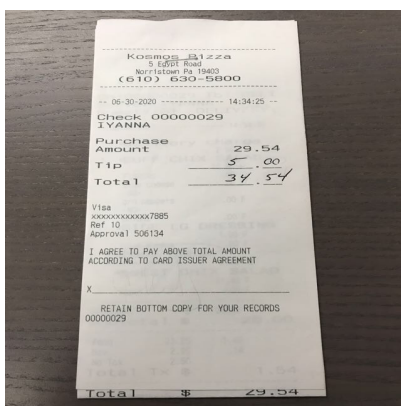 Kosmos Pizza
5 Egypt Road
Norristown Pa 19403
(610) 630-5800
-- 06-30-2020 -------------- 14:34:25 --
Check 00000029
IYANNA
Purchase
Amount 29.54
Tip 5.00
Total 34.54
Visa
xxxxxxxxxxxx7885
Ref 10
Approval 506134
I AGREE TO PAY ABOVE TOTAL AMOUNT
ACCORDING TO CARD ISSUER AGREEMENT
X
RETAIN BOTTOM COPY FOR YOUR RECORDS
00000029
Total $ 29.54